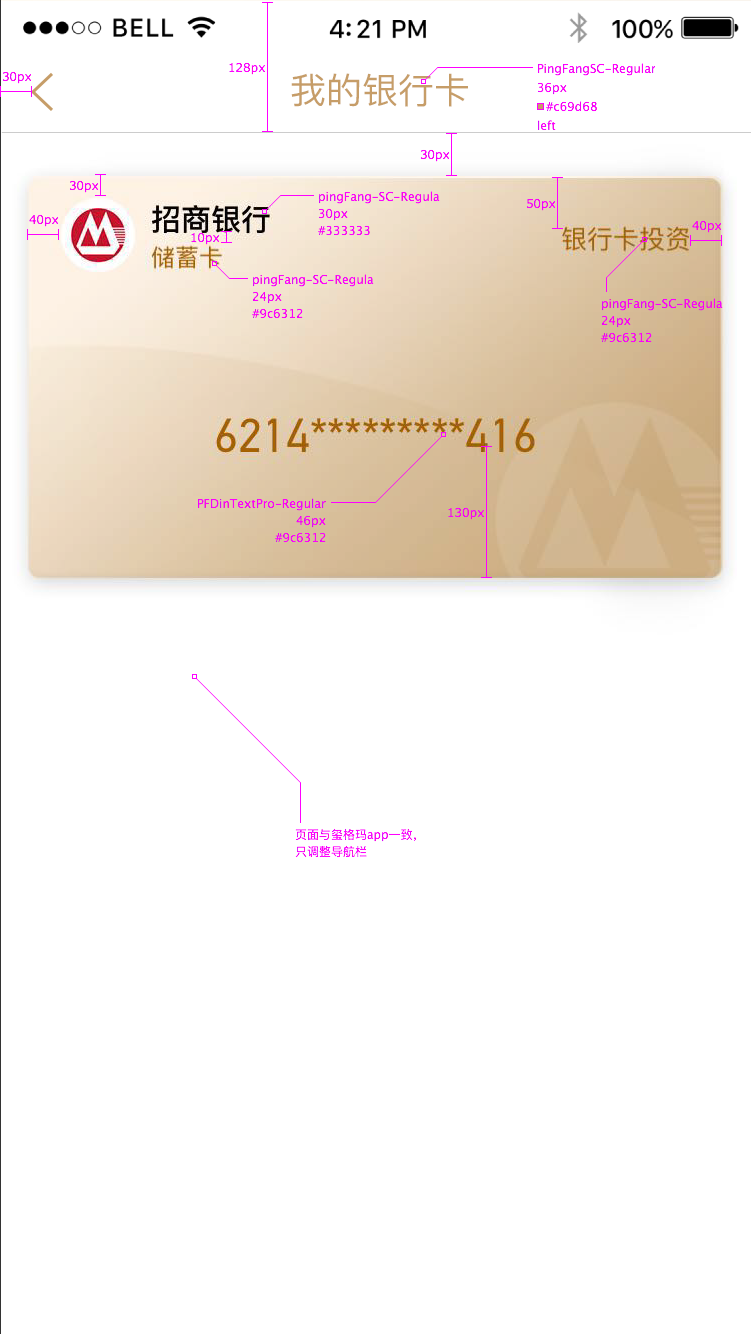 BELL 4:21 PM 100%
128px
30px
我的银行卡
PingFangSC-Regular
36px
#c69d68
left
30px
30px
40px
招商银行
10px
储蓄卡
pingFang-SC-Regula
30px
#333333
pingFang-SC-Regula
24px
#9c6312
50px
40px
银行卡投资
pingFang-SC-Regula
24px
#9c6312
6214*********416
PFDinTextPro-Regular
46px
#9c6312
130px
页面与玺格玛app一致,
只调整导航栏